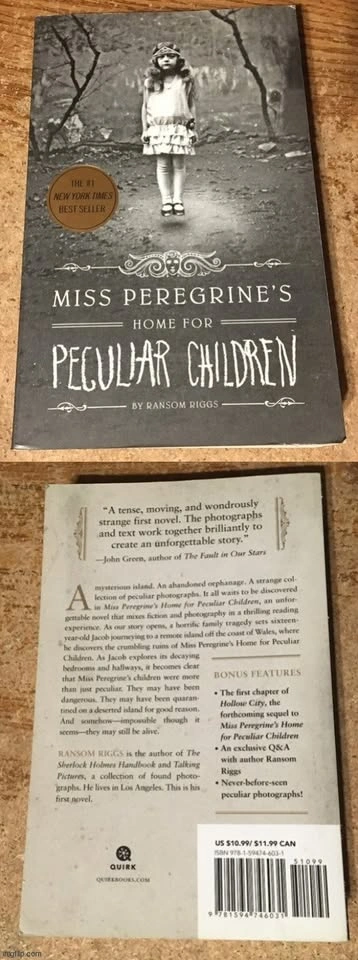 THE #1
NEW YORK TIMES
BEST SELLER
MISS PEREGRINE'S
HOME FOR
PECULIAR CHILDREN
BY RANSOM RIGGS
"A tense, moving, and wondrously
strange first novel. The photographs
and text work together brilliantly to
create an unforgettable story."
—John Green, author of The Fault in Our Stars
A mysterious island. An abandoned orphanage. A strange col-
lection of peculiar photographs. It all waits to be discovered
in Miss Peregrine's Home for Peculiar Children, an unfor-
gettable novel that mixes fiction and photography in a thrilling reading
experience. As our story opens, a horrific family tragedy sets sixteen-
year-old Jacob journeying to a remote island off the coast of Wales, where
he discovers the crumbling ruins of Miss Peregrine's Home for Peculiar
Children. As Jacob explores its decaying
bedrooms and hallways, it becomes clear
that Miss Peregrine's children were more
than just peculiar. They may have been
dangerous. They may have been quaran-
tined on a deserted island for good reason.
And somehow—impossible though it
seems—they may still be alive.
RANSOM RIGGS is the author of The
Sherlock Holmes Handbook and Talking
Pictures, a collection of found photo-
graphs. He lives in Los Angeles. This is his
first novel.
BONUS FEATURES
• The first chapter of
Hollow City, the
forthcoming sequel to
Miss Peregrine's Home
for Peculiar Children
• An exclusive Q&A
with author Ransom
Riggs
• Never-before-seen
peculiar photographs!
QUIRK
QUIRKBOOKS.COM
US $10.99/ $11.99 CAN
ISBN 978-1-59474-603-1
51099
9 781594 746031
imgflip.com